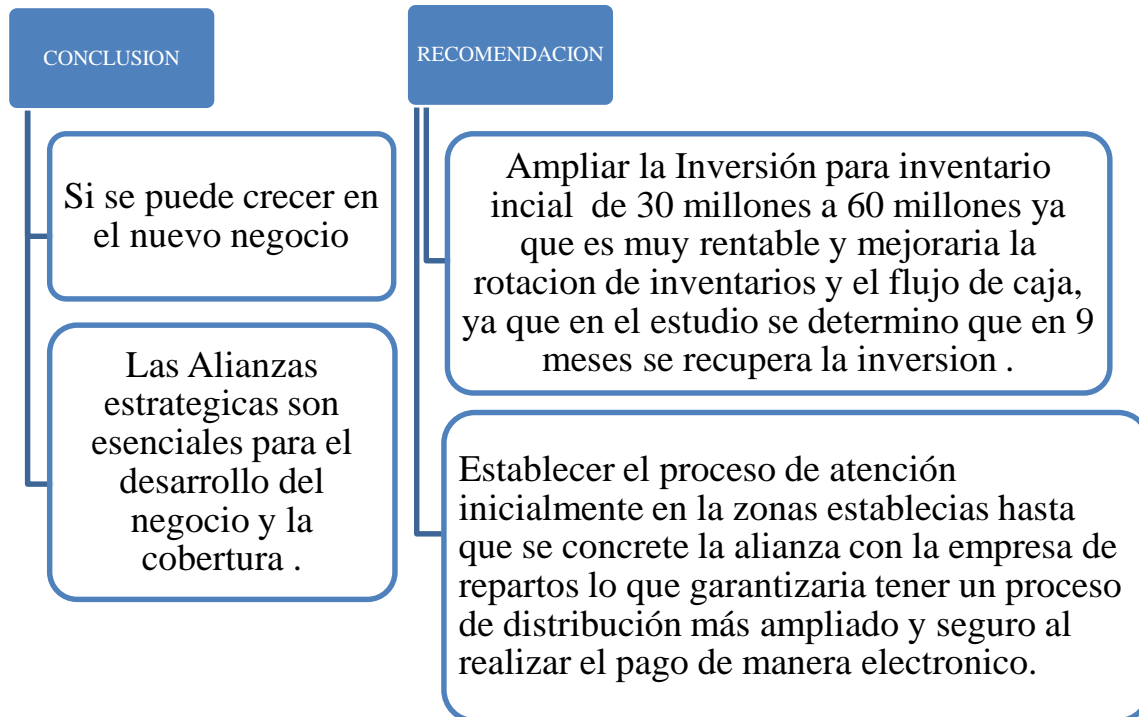 CONCLUSION
Si se puede crecer en
el nuevo negocio
Las Alianzas
estrategicas son
esenciales para el
desarrollo del
negocio y la
cobertura .
RECOMENDACION
Ampliar la Inversión para inventario
incial de 30 millones a 60 millones ya
que es muy rentable y mejoraria la
rotacion de inventarios y el flujo de caja,
ya que en el estudio se determino que en 9
meses se recupera la inversion .
Establecer el proceso de atención
inicialmente en la zonas establecias hasta
que se concrete la alianza con la empresa de
repartos lo que garantizaria tener un proceso
de distribución más ampliado y seguro al
realizar el pago de manera electronico.